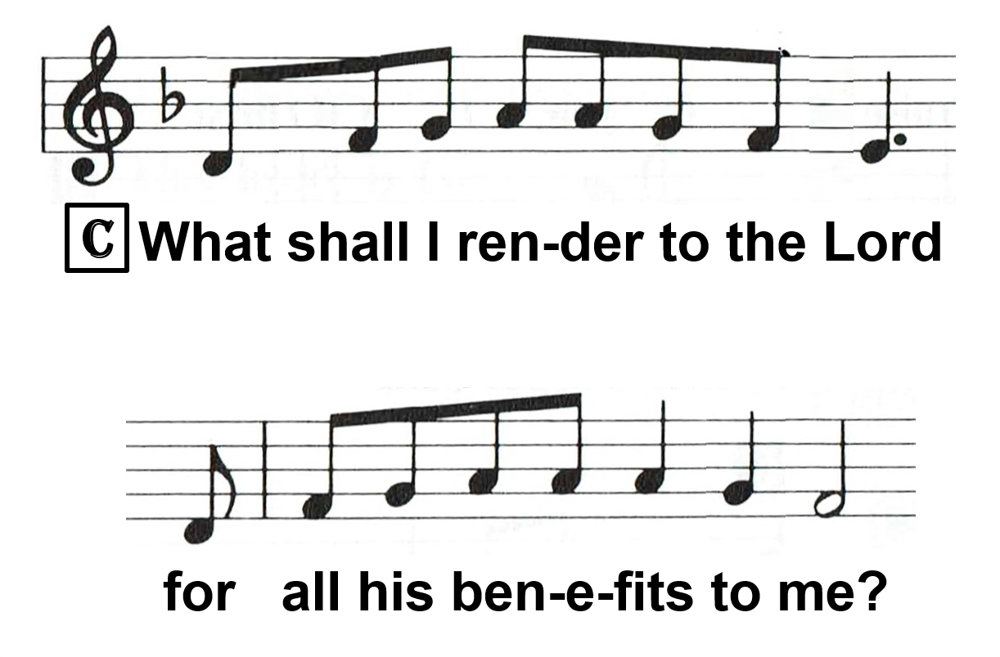 C What shall I ren-der to the Lord
for all his ben-e-fits to me?